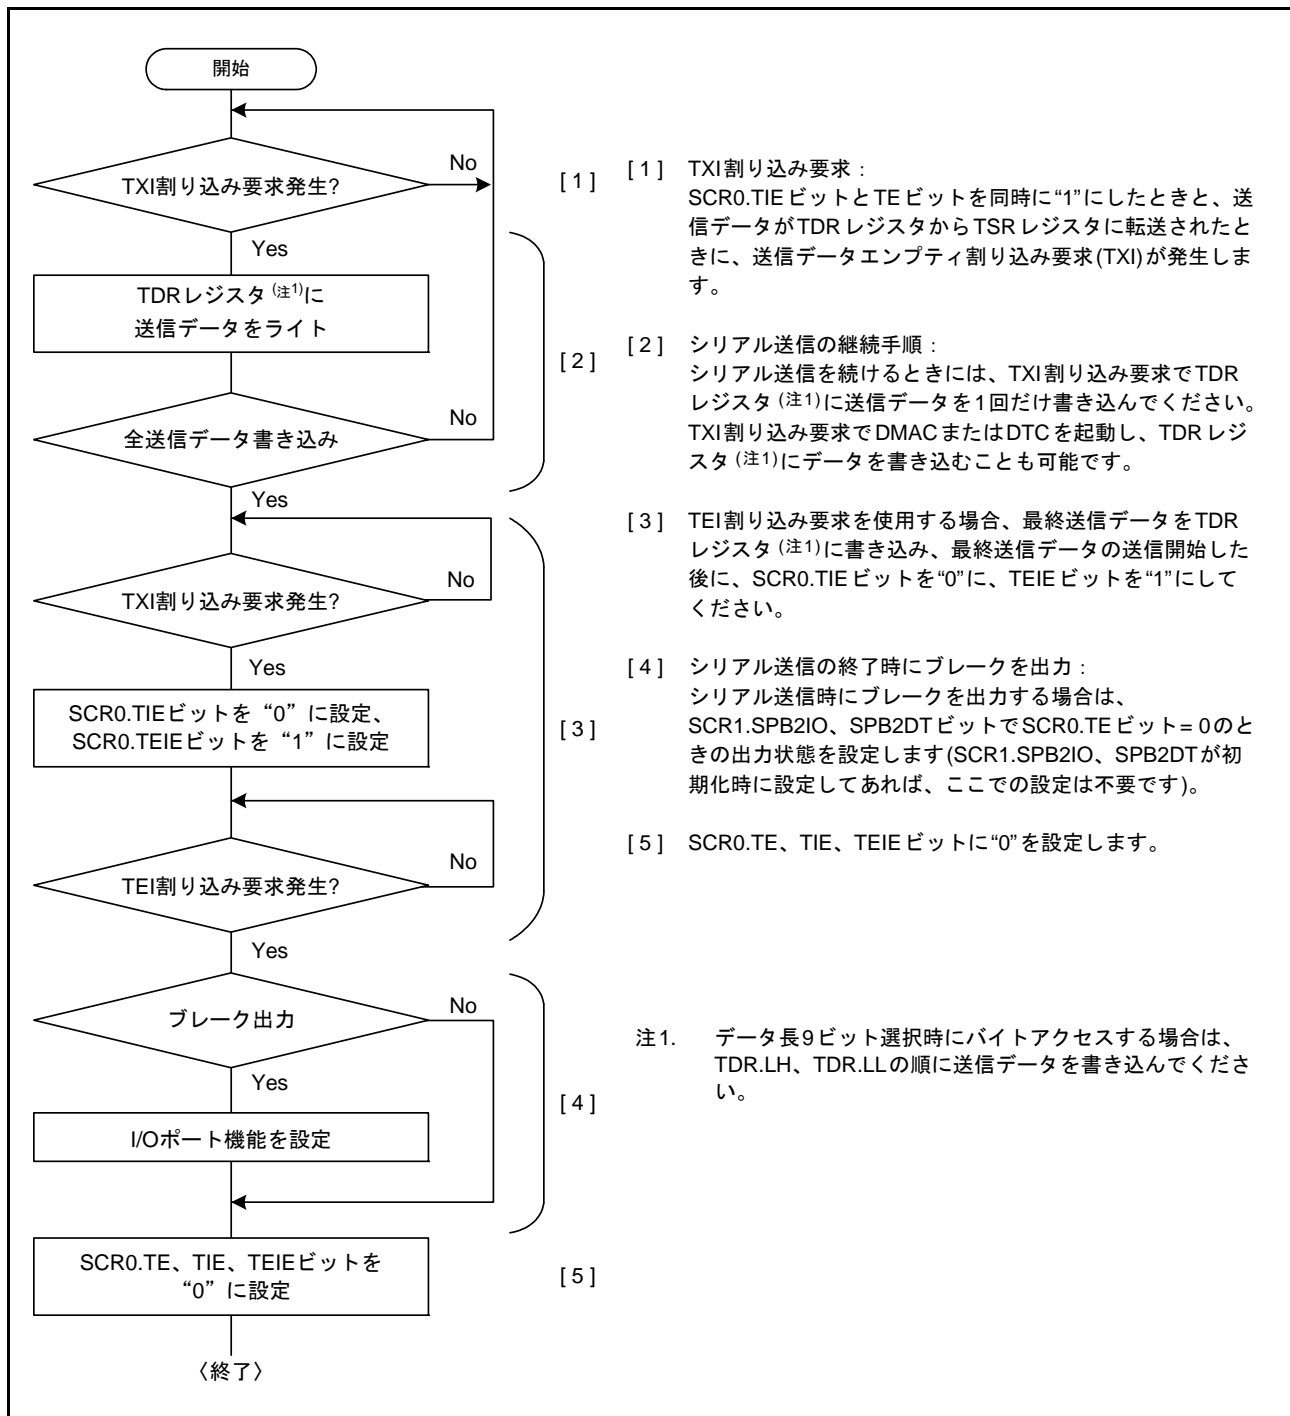 開始
TXI割り込み要求発生?
No
[1]
Yes
TDRレジスタ(注1)に
送信データをライト
[2]
全送信データ書き込み
No
Yes
TXI割り込み要求発生?
No
Yes
SCR0.TIEビットを“0”に設定、
SCR0.TEIEビットを“1”に設定
[3]
TEI割り込み要求発生?
No
Yes
ブレーク出力
No
Yes
[4]
I/Oポート機能を設定
SCR0.TE、TIE、TEIEビットを
“0”に設定
[5]
〈終了〉
[1] TXI割り込み要求:
SCR0.TIEビットとTEビットを同時に“1”にしたときと、送
信データがTDRレジスタからTSRレジスタに転送されたと
きに、送信データエンプティ割り込み要求(TXI)が発生しま
す。
[2] シリアル送信の継続手順:
シリアル送信を続けるときには、TXI割り込み要求でTDR
レジスタ(注1)に送信データを1回だけ書き込んでください。
TXI割り込み要求でDMACまたはDTCを起動し、TDRレジ
スタ(注1)にデータを書き込むことも可能です。
[3] TEI割り込み要求を使用する場合、最終送信データをTDR
レジスタ(注1)に書き込み、最終送信データの送信開始した
後に、SCR0.TIEビットを“0”に、TEIEビットを“1”にして
ください。
[4] シリアル送信の終了時にブレークを出力:
シリアル送信時にブレークを出力する場合は、
SCR1.SPB2IO、SPB2DTビットでSCR0.TEビット= 0のと
きの出力状態を設定します(SCR1.SPB2IO、SPB2DTが初
期化時に設定してあれば、ここでの設定は不要です)。
[5] SCR0.TE、TIE、TEIEビットに“0”を設定します。
注1. データ長9ビット選択時にバイトアクセスする場合は、
TDR.LH、TDR.LLの順に送信データを書き込んでくださ
い。